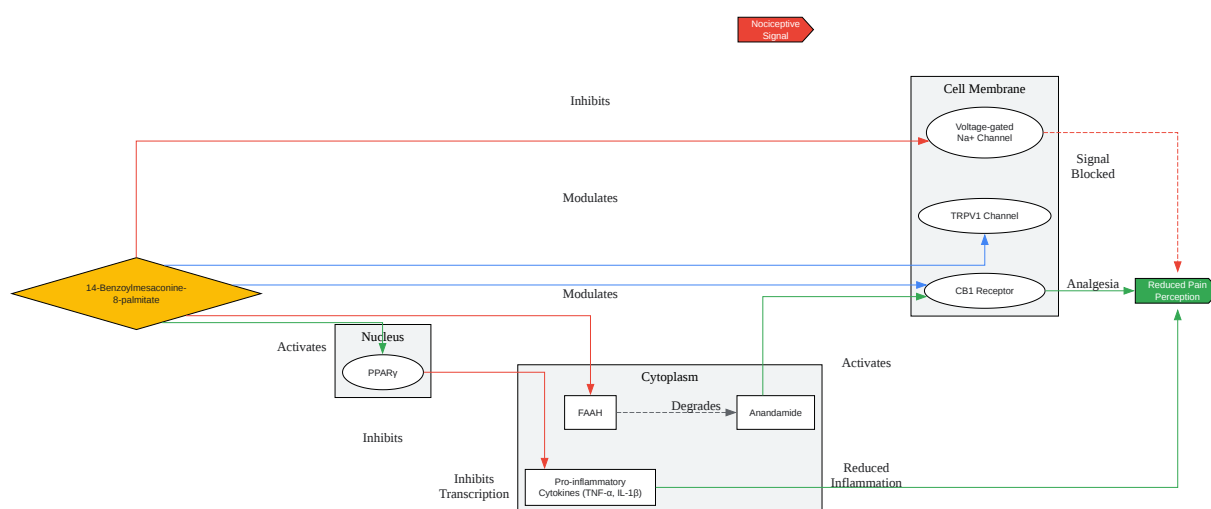 Nociceptive
Signal
Cell Membrane
Inhibits
Voltage-gated
Na+ Channel
Signal
Blocked
Modulates
TRPV1 Channel
14-Benzoylmesaconine-
8-palmitate
Modulates
CB1 Receptor
Analgesia
Reduced Pain
Perception
Nucleus
Activates
PPARγ
Activates
Cytoplasm
FAAH
Degrades
Anandamide
Inhibits
Inhibits
Transcription
Pro-inflammatory
Cytokines (TNF-α, IL-1β)
Reduced
Inflammation